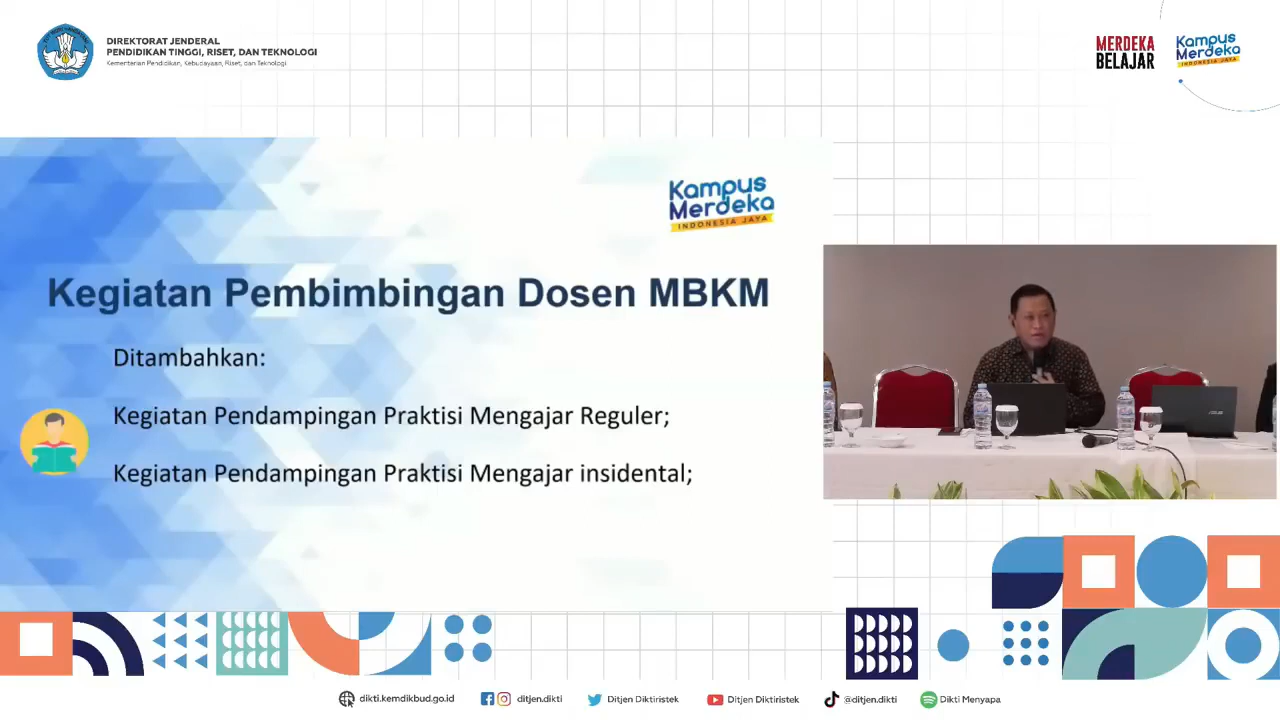 DIREKTORAT JENDERAL
PENDIDIKAN TINGGI, RISET, DAN TEKNOLOGI
Kementerian Pendidikan, Kebudayaan, Riset, dan Teknologi
MERDEKA
BELAJAR
Kampus
Merdeka
INDONESIA JAYA
Kampus
Merdeka
INDONESIA JAYA
Kegiatan Pembimbingan Dosen MBKM
Ditambahkan:
Kegiatan Pendampingan Praktisi Mengajar Reguler;
Kegiatan Pendampingan Praktisi Mengajar insidental;
dikti.kemdikbud.go.id
ditjen.dikti
Ditjen Diktiristek
Ditjen Diktiristek
@ditjen.dikti
Dikti Menyapa